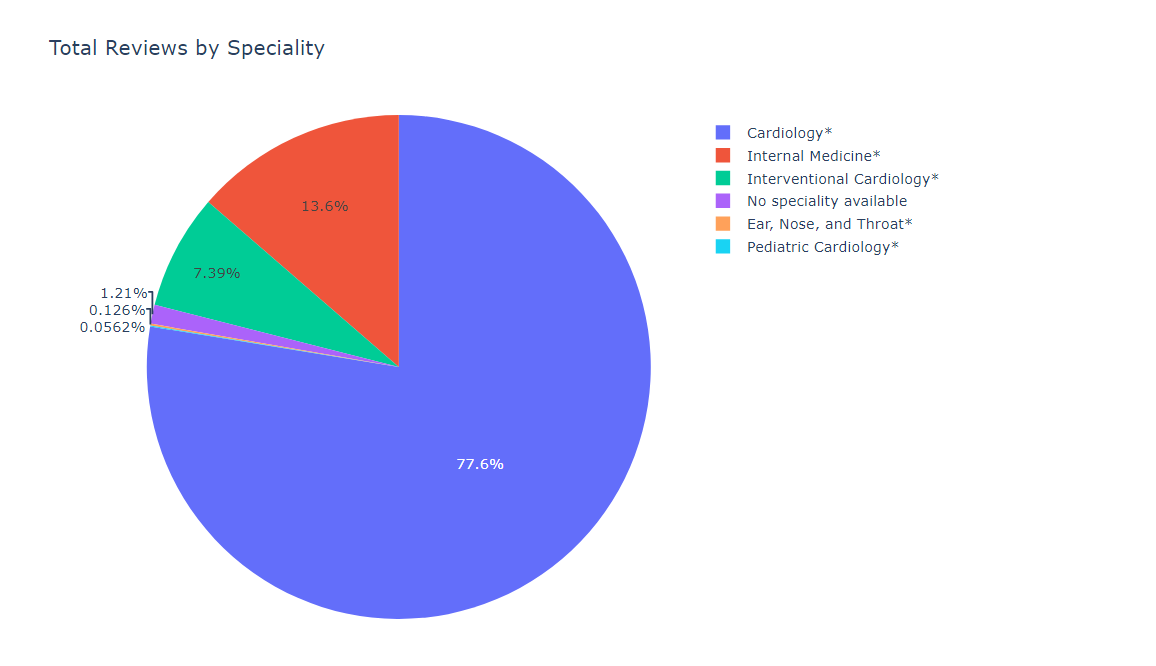 Total Reviews by Speciality
Cardiology*
Internal Medicine*
Interventional Cardiology*
No speciality available
Ear, Nose, and Throat*
Pediatric Cardiology*
13.6%
7.39%
1.21%
0.126%
0.0562%
77.6%